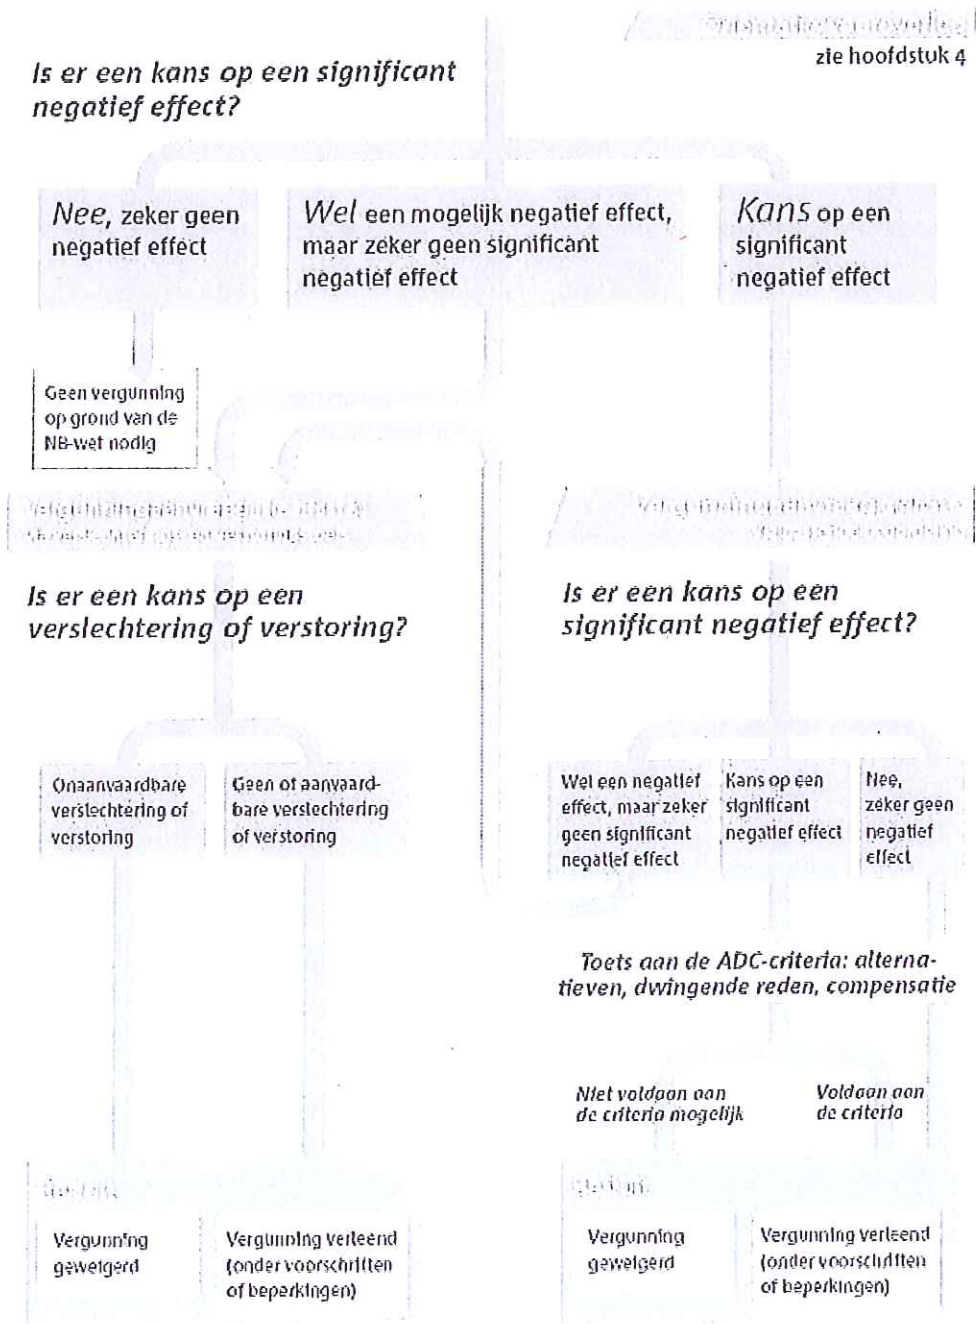 zie hoofdstuk 4
Is er een kans op een significant
negatief effect?
Nee, zeker geen
negatief effect
Wel een mogelijk negatief effect,
maar zeker geen significant
negatief effect
Kans op een
significant
negatief effect
Geen vergunning
op grond van de
NB-wet nodig
Is er een kans op een
verslechtering of verstoring?
Is er een kans op een
significant negatief effect?
Onaanvaardbare
verslechtering of
verstoring
Geen of aanvaard-
bare verslechtering
of verstoring
Wel een negatief
effect, maar zeker
geen significant
negatief effect
Kans op een
significant
negatief effect
Nee,
zeker geen
negatief
effect
Toets aan de ADC-criteria: alterna-
tieven, dwingende reden, compensatie
Niet voldaan aan
de criteria mogelijk
Voldaan aan
de criteria
Vergunning
geweigerd
Vergunning verleend
(onder voorschriften
of beperkingen)
Vergunning
geweigerd
Vergunning verleend
(onder voorschriften
of beperkingen)